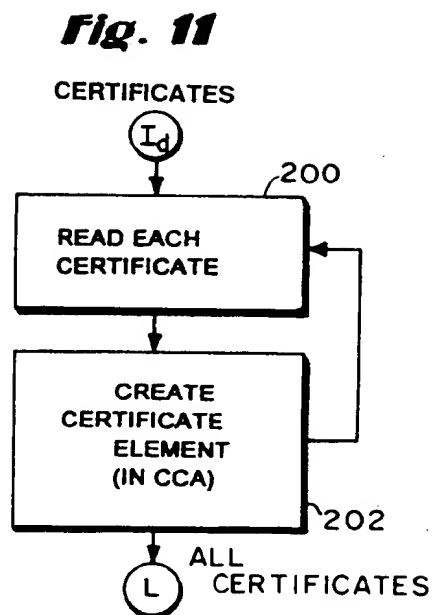 Fig. 11
CERTIFICATES
Id
200
READ EACH
CERTIFICATE
CREATE
CERTIFICATE
ELEMENT
(IN CCA)
202
L
ALL
CERTIFICATES